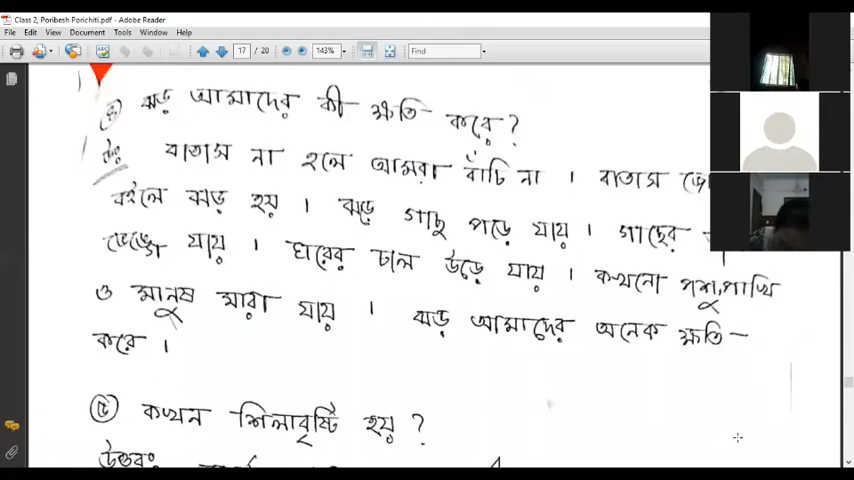 Class 2, Poribesh Porichiti.pdf - Adobe Reader
File Edit View Document Tools Window Help
17 / 20 143% Find
ঝড় আমাদের কী ক্ষতি করে?
বাতাস না হলে আমরা বাঁচি না । বাতাস
বইলে ঝড় হয় । ঝড়ে গাছ পড়ে যায় । গাছের
ভেঙ্গে যায় । ঘরের চাল উড়ে যায় । কখনো পশু,পাখি
ও মানুষ মারা যায় । ঝড় আমাদের অনেক ক্ষতি
করে ।
কখন শিলাবৃষ্টি হয় ?
উত্তরঃ